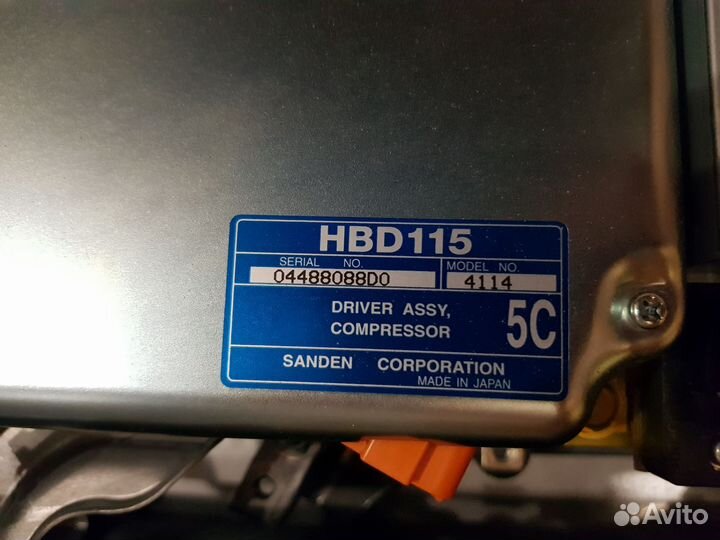 HBD115
SERIAL NO. MODEL NO.
04488088D0 4114
DRIVER ASSY,
COMPRESSOR 5C
SANDEN CORPORATION
MADE IN JAPAN
Avito